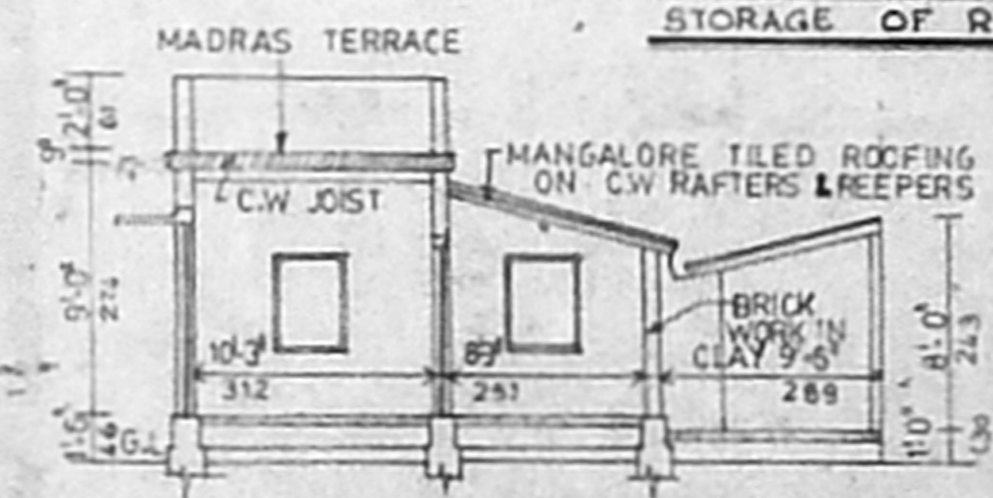 STORAGE OF R
MADRAS TERRACE
MANGALORE TILED ROOFING
ON C.W RAFTERS & REEPERS
C.W JOIST
2'-0"
61
9"
9'-0"
274
1'-6"
46
G.L
10'-3"
312
8'-3"
251
BRICK
WORK IN
CLAY 9'-6"
289
8'-0"
243
1'-0"